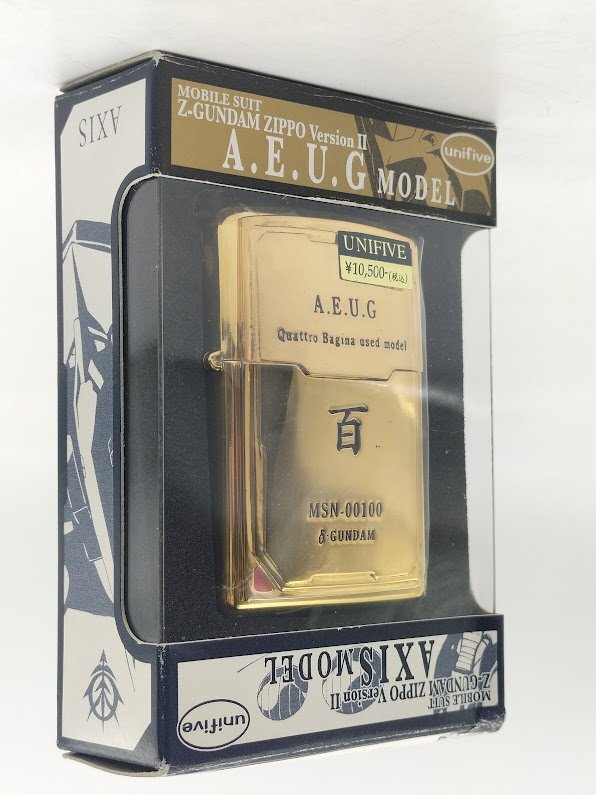 MOBILE SUIT
Z-GUNDAM ZIPPO Version II
A.E.U.G MODEL
unifive
AXIS
UNIFIVE
¥10,500-(税込)
A.E.U.G
Quattro Bagina used model
百
MSN-00100
δ-GUNDAM
MOBILE SUIT
Z-GUNDAM ZIPPO Version II
AXIS MODEL
unifive